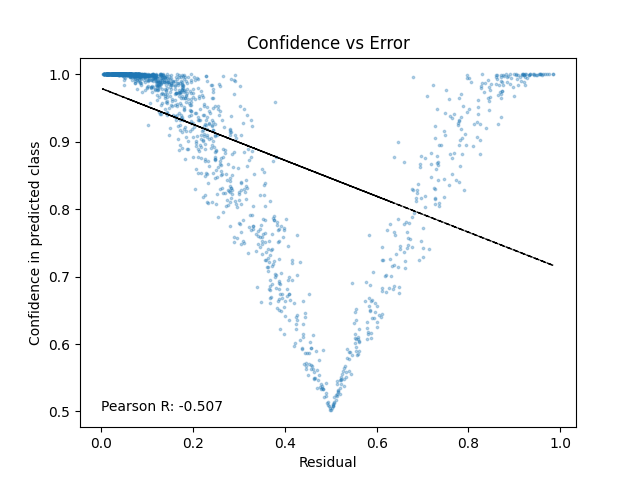 Confidence vs Error
Confidence in predicted class
1.0
0.9
0.8
0.7
0.6
0.5
Pearson R: -0.507
0.0 0.2 0.4 0.6 0.8 1.0
Residual